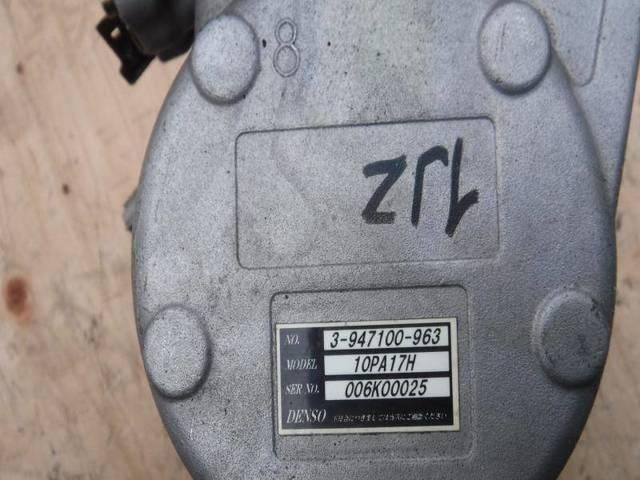 8
1JZ
NO. 3-947100-963
MODEL 10PA17H
SER NO. 006K00025
DENSO